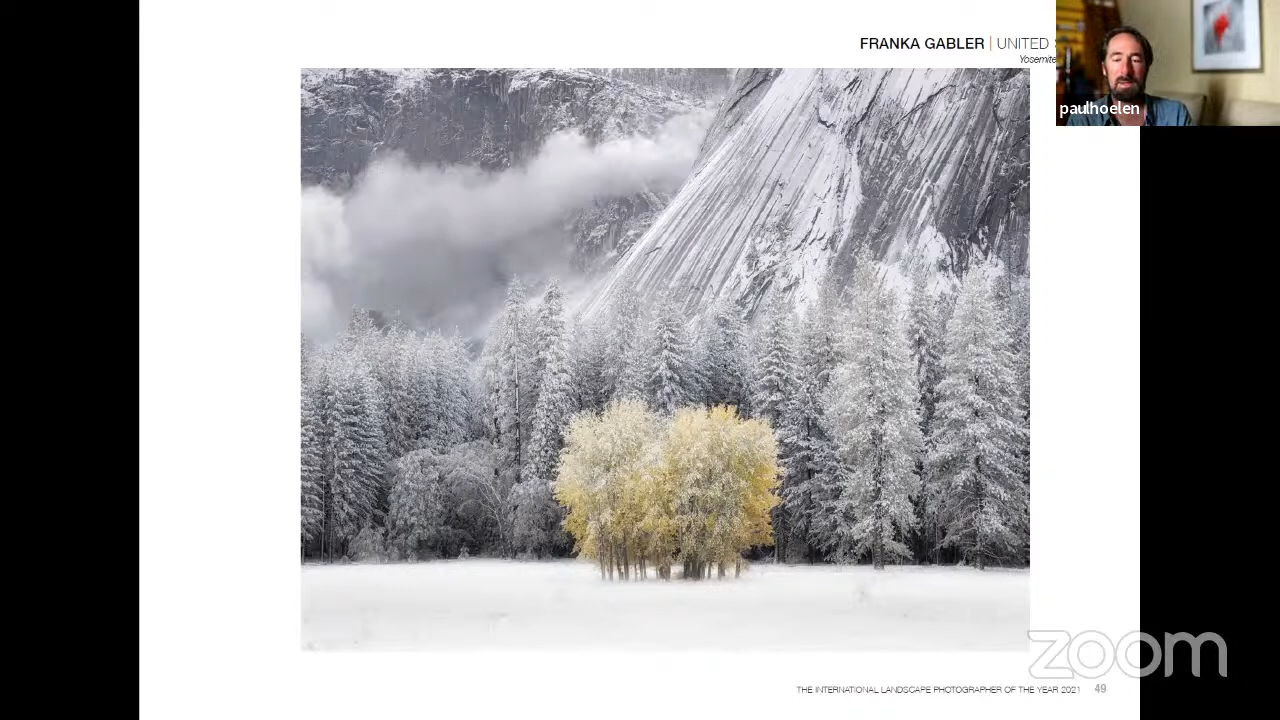 FRANKA GABLER | UNITED
Yosemite
paulhoelen
zoom
THE INTERNATIONAL LANDSCAPE PHOTOGRAPHER OF THE YEAR 2021 49